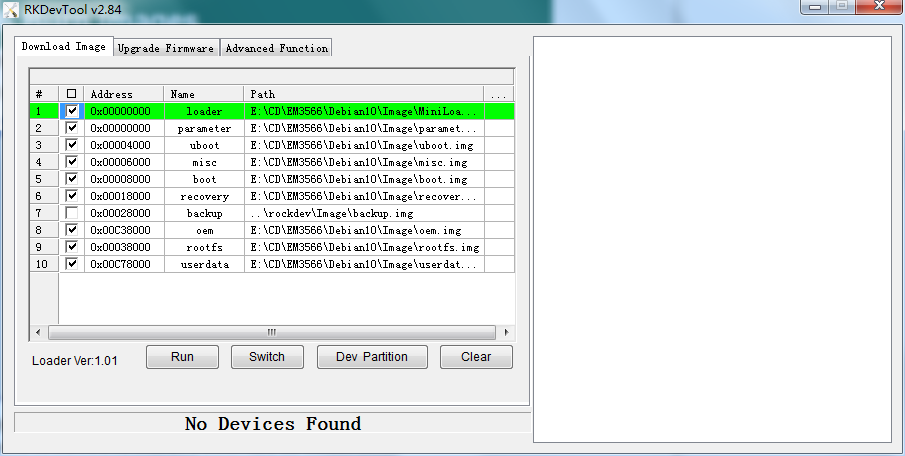 RKDevTool v2.84
Download Image Upgrade Firmware Advanced Function
# Address Name Path ...
1 0x00000000 loader E:\CD\EM3566\Debian10\Image\MiniLoa...
2 0x00000000 parameter E:\CD\EM3566\Debian10\Image\paramet...
3 0x00004000 uboot E:\CD\EM3566\Debian10\Image\uboot.img
4 0x00006000 misc E:\CD\EM3566\Debian10\Image\misc.img
5 0x00008000 boot E:\CD\EM3566\Debian10\Image\boot.img
6 0x00018000 recovery E:\CD\EM3566\Debian10\Image\recover...
7 0x00028000 backup ..\rockdev\Image\backup.img
8 0x00C38000 oem E:\CD\EM3566\Debian10\Image\oem.img
9 0x00038000 rootfs E:\CD\EM3566\Debian10\Image\rootfs.img
10 0x00C78000 userdata E:\CD\EM3566\Debian10\Image\userdat...
Loader Ver:1.01 Run Switch Dev Partition Clear
No Devices Found